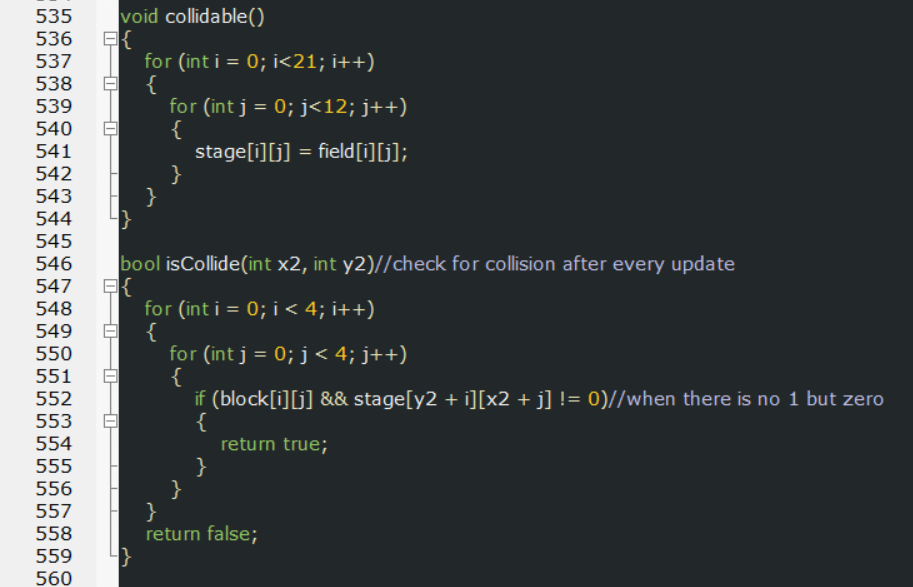 535 void collidable()
536 {
537 for (int i = 0; i<21; i++)
538 {
539 for (int j = 0; j<12; j++)
540 {
541 stage[i][j] = field[i][j];
542 }
543 }
544 }
545
546 bool isCollide(int x2, int y2)//check for collision after every update
547 {
548 for (int i = 0; i < 4; i++)
549 {
550 for (int j = 0; j < 4; j++)
551 {
552 if (block[i][j] && stage[y2 + i][x2 + j] != 0)//when there is no 1 but zero
553 {
554 return true;
555 }
556 }
557 }
558 return false;
559 }
560